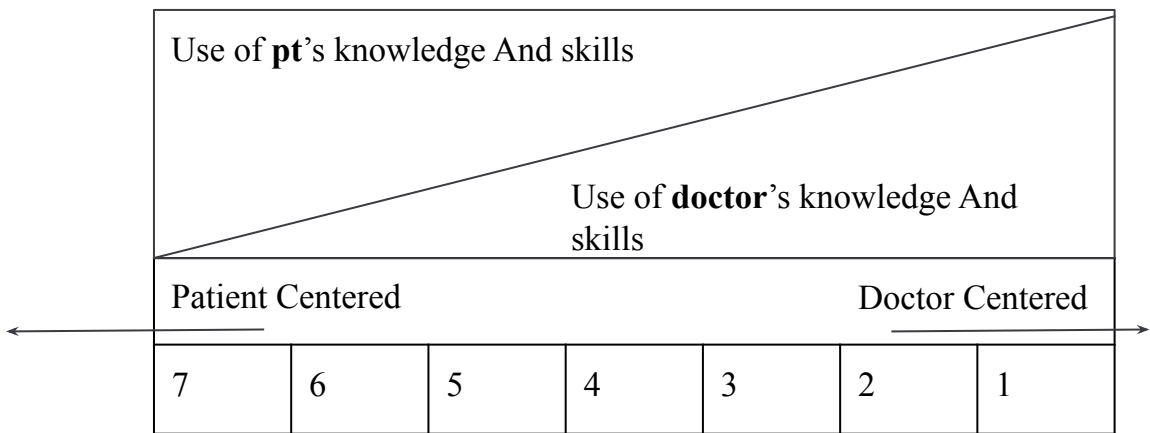 Use of pt's knowledge And skills
Use of doctor's knowledge And
skills
Patient Centered Doctor Centered
7 6 5 4 3 2 1